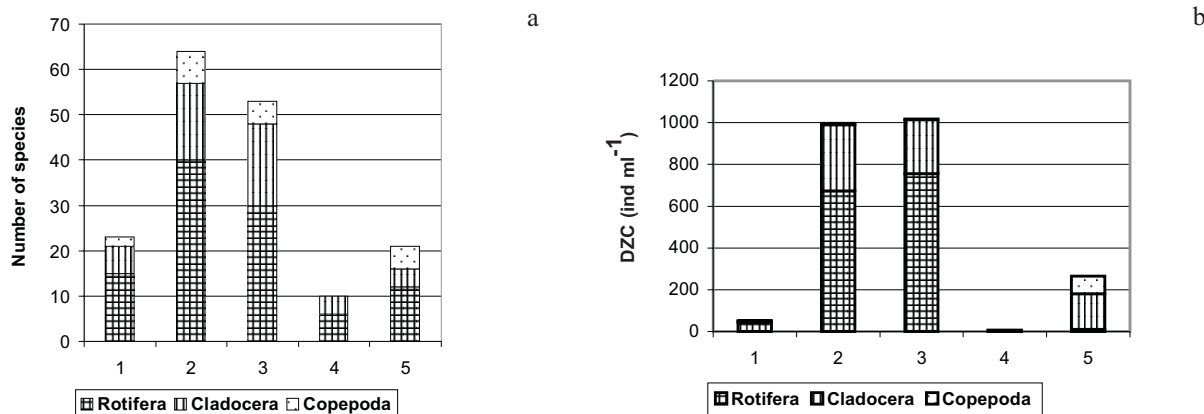 a
70
60
50
40
30
20
10
0
Number of species
1 2 3 4 5
Rotifera Cladocera Copepoda
b
1200
1000
800
600
400
200
0
DZC (ind ml-1)
1 2 3 4 5
Rotifera Cladocera Copepoda